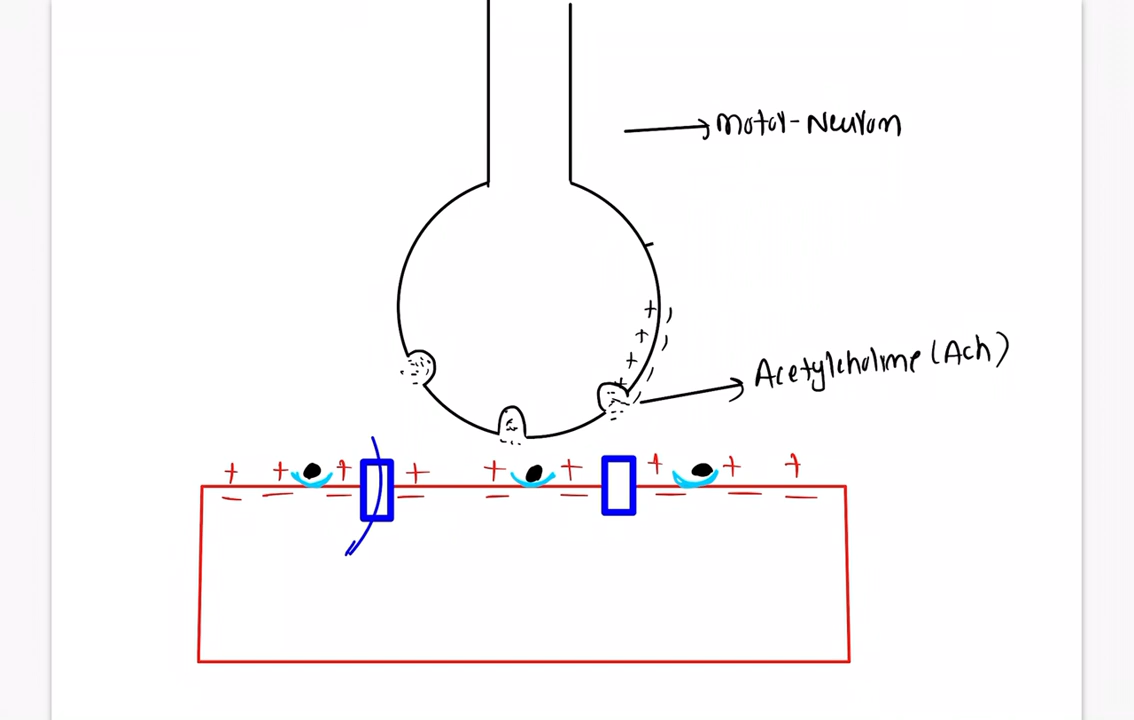 Motor-Neuron
Acetylcholine (Ach)
+ + + + + + + + +
+ + + +